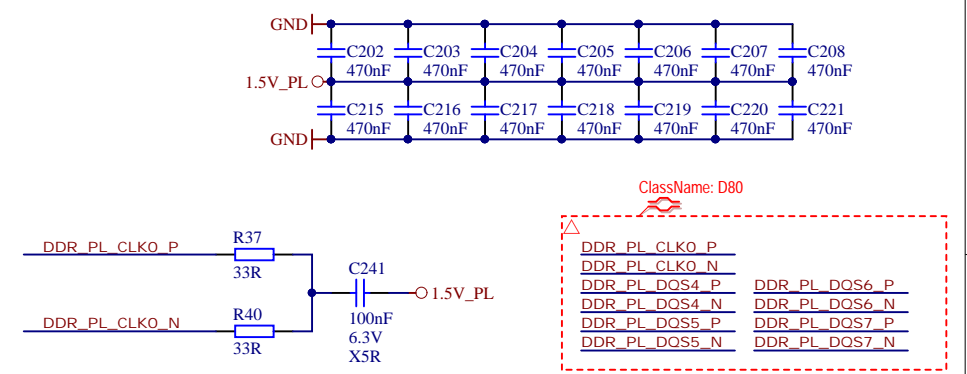 GND
C202 C203 C204 C205 C206 C207 C208
470nF 470nF 470nF 470nF 470nF 470nF 470nF
1.5V_PL
C215 C216 C217 C218 C219 C220 C221
470nF 470nF 470nF 470nF 470nF 470nF 470nF
GND
ClassName: D80
DDR_PL_CLK0_P
R37
33R
C241
1.5V_PL
100nF
6.3V
X5R
DDR_PL_CLK0_N
R40
33R
DDR_PL_CLK0_P
DDR_PL_CLK0_N
DDR_PL_DQS4_P DDR_PL_DQS6_P
DDR_PL_DQS4_N DDR_PL_DQS6_N
DDR_PL_DQS5_P DDR_PL_DQS7_P
DDR_PL_DQS5_N DDR_PL_DQS7_N